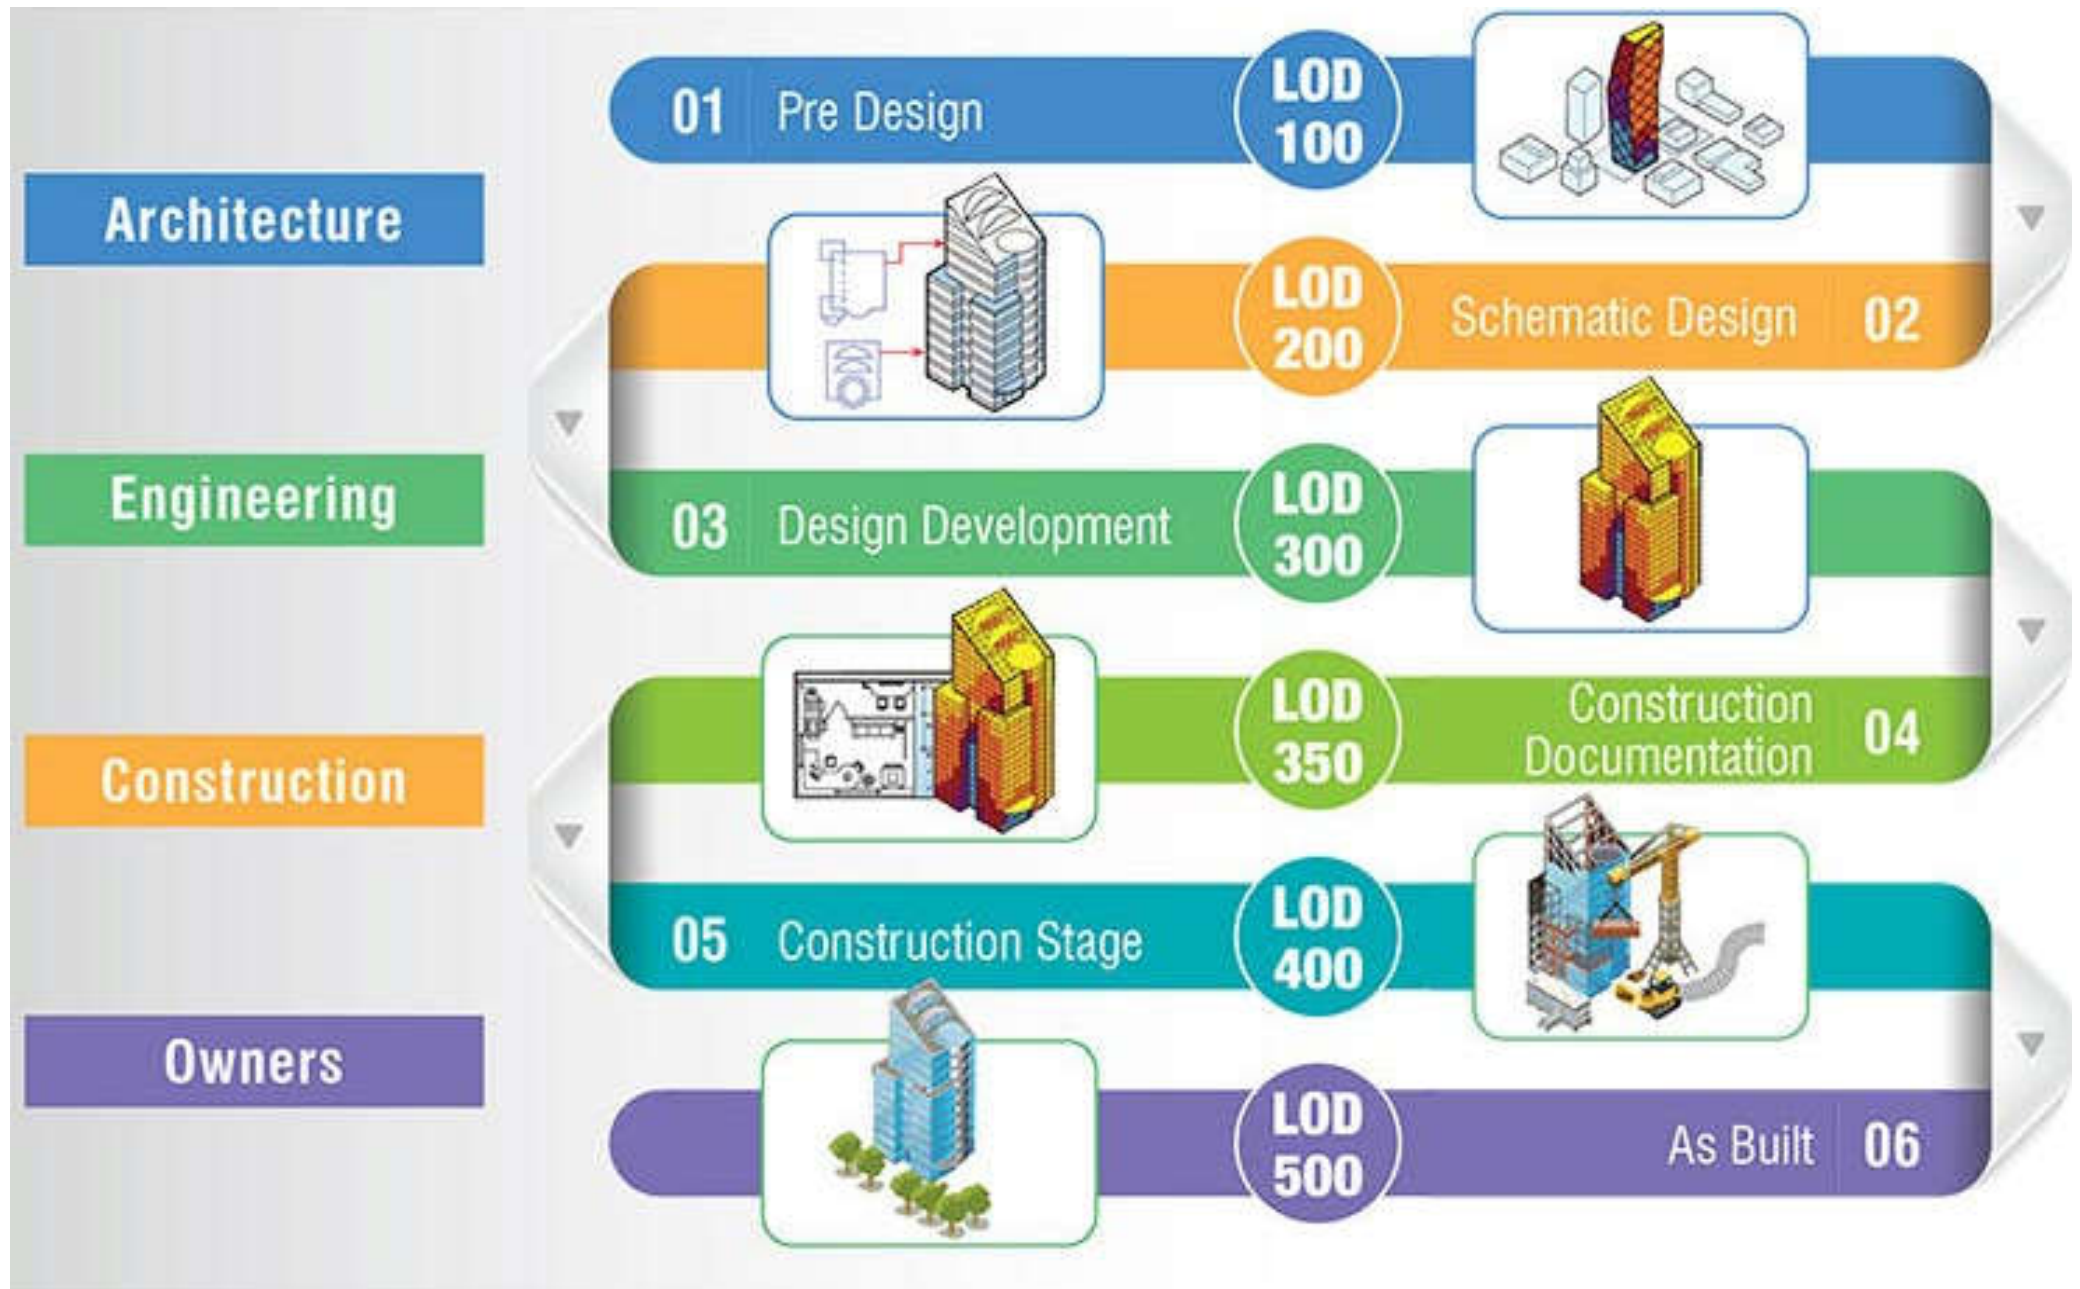 Architecture
Engineering
Construction
Owners
01 Pre Design
LOD
100
LOD
200
Schematic Design 02
03 Design Development
LOD
300
LOD
350
Construction
Documentation
04
05 Construction Stage
LOD
400
LOD
500
As Built 06